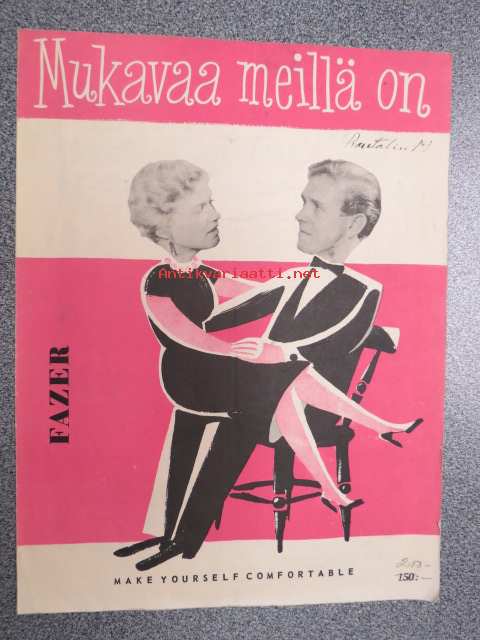 Mukavaa meillä on
Antikvariaatti.net
FAZER
MAKE YOURSELF COMFORTABLE
150:-